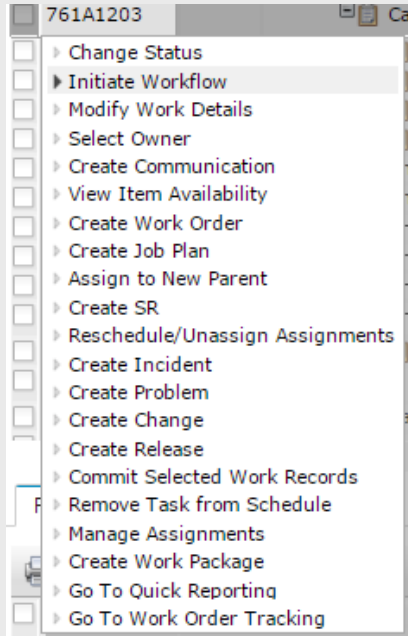 761A1203
Ca
Change Status
Initiate Workflow
Modify Work Details
Select Owner
Create Communication
View Item Availability
Create Work Order
Create Job Plan
Assign to New Parent
Create SR
Reschedule/Unassign Assignments
Create Incident
Create Problem
Create Change
Create Release
Commit Selected Work Records
Remove Task from Schedule
Manage Assignments
Create Work Package
Go To Quick Reporting
Go To Work Order Tracking